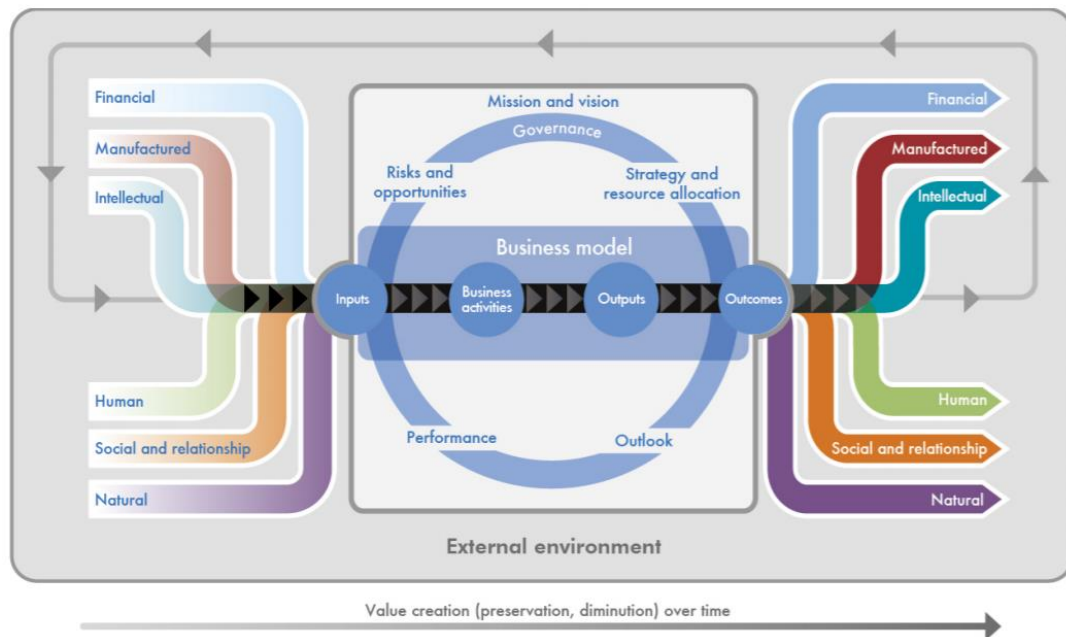 Financial
Manufactured
Intellectual
Human
Social and relationship
Natural
Mission and vision
Governance
Risks and
opportunities
Strategy and
resource allocation
Business model
Inputs
Business
activities
Outputs
Outcomes
Performance
Outlook
Financial
Manufactured
Intellectual
Human
Social and relationship
Natural
External environment
Value creation (preservation, diminution) over time